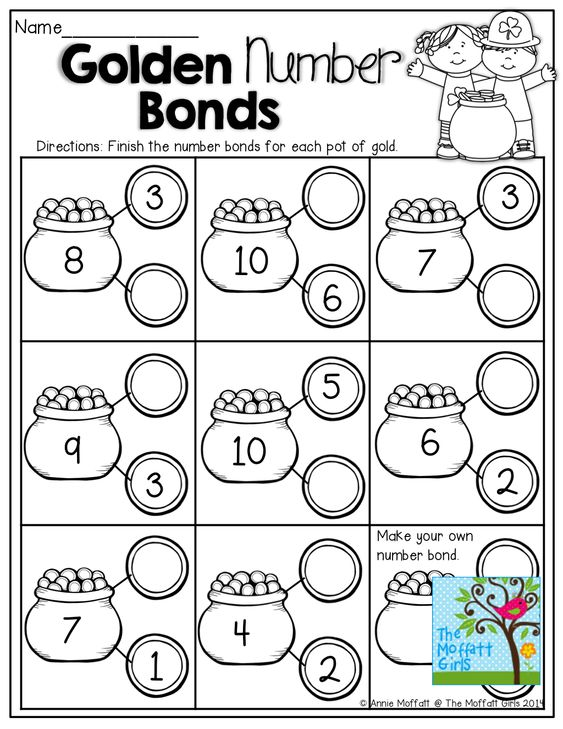 Name_______________
Golden Number
Bonds
Directions: Finish the number bonds for each pot of gold.
3
8
10
6
3
7
9
3
5
10
6
2
7
1
4
2
Make your own
number bond.
The
Moffatt
Girls
© Annie Moffatt @ The Moffatt Girls 2014